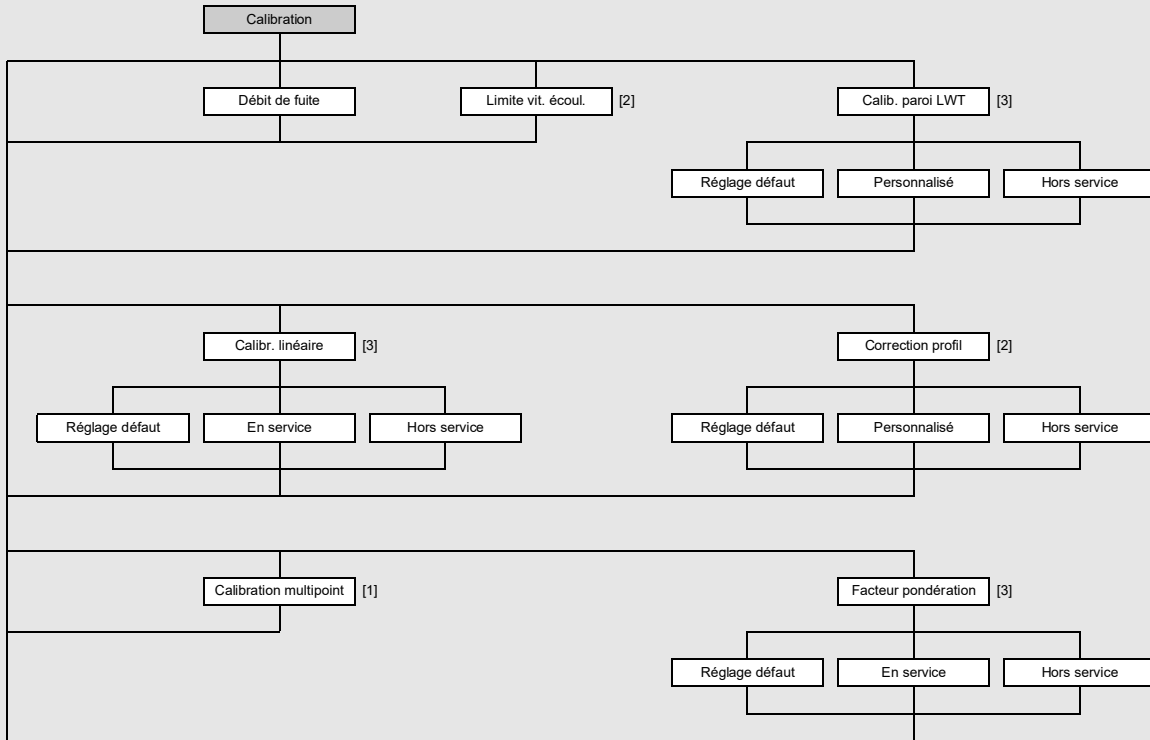 Calibration
Débit de fuite
Limite vit. écoul. [2]
Calib. paroi LWT [3]
Réglage défaut
Personnalisé
Hors service
Calibr. linéaire [3]
Correction profil [2]
Réglage défaut
En service
Hors service
Réglage défaut
Personnalisé
Hors service
Calibration multipoint [1]
Facteur pondération [3]
Réglage défaut
En service
Hors service